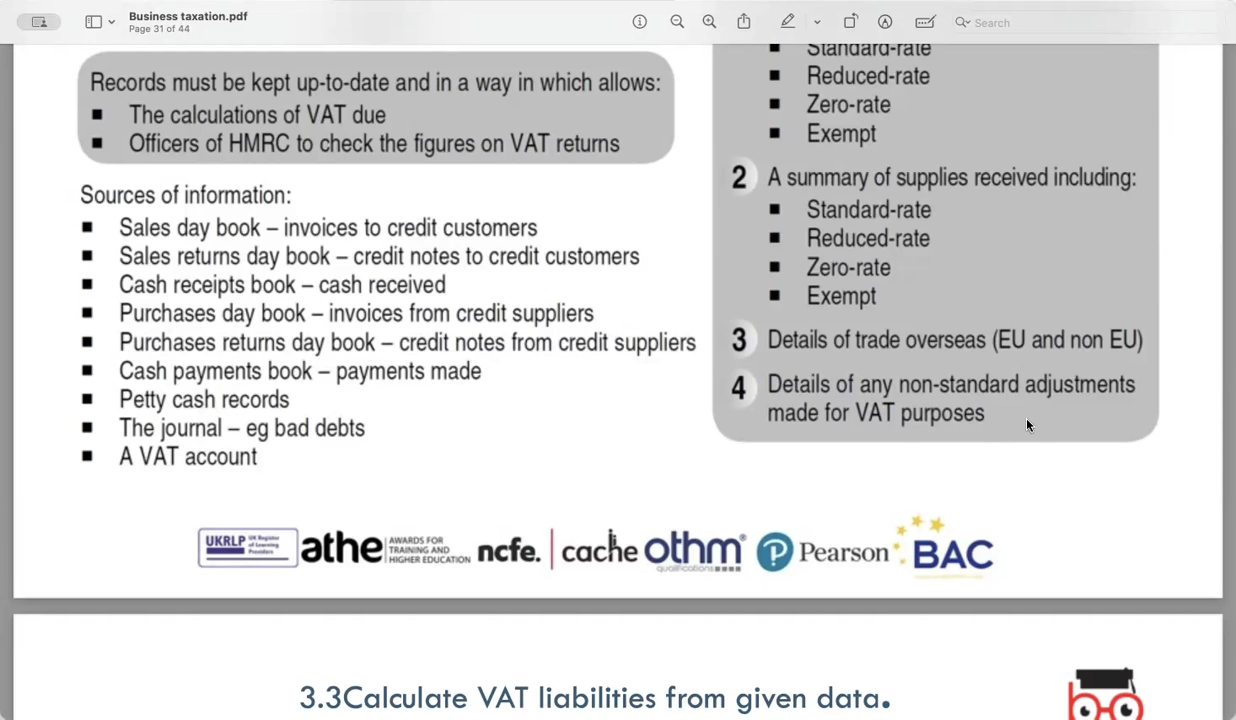 Business taxation.pdf
Page 31 of 44
Search
Records must be kept up-to-date and in a way in which allows:
■ The calculations of VAT due
■ Officers of HMRC to check the figures on VAT returns
Sources of information:
■ Sales day book – invoices to credit customers
■ Sales returns day book – credit notes to credit customers
■ Cash receipts book – cash received
■ Purchases day book – invoices from credit suppliers
■ Purchases returns day book – credit notes from credit suppliers
■ Cash payments book – payments made
■ Petty cash records
■ The journal – eg bad debts
■ A VAT account
■ Standard-rate
■ Reduced-rate
■ Zero-rate
■ Exempt
2 A summary of supplies received including:
■ Standard-rate
■ Reduced-rate
■ Zero-rate
■ Exempt
3 Details of trade overseas (EU and non EU)
4 Details of any non-standard adjustments
made for VAT purposes
UKRLP UK Register of Learning Providers
athe AWARDS FOR
TRAINING AND
HIGHER EDUCATION
ncfe.
cache
othm
qualifications
Pearson
BAC
3.3Calculate VAT liabilities from given data.